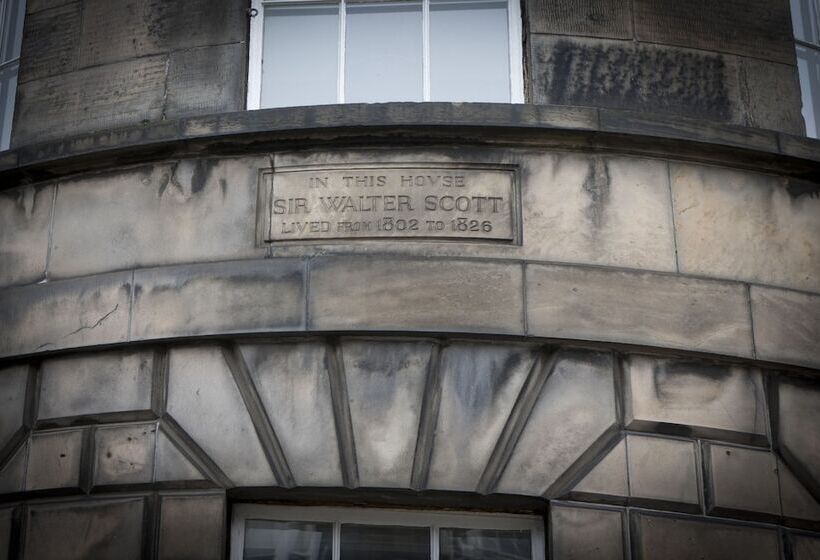 IN THIS HOVSE
SIR WALTER SCOTT
LIVED FROM 1802 TO 1826